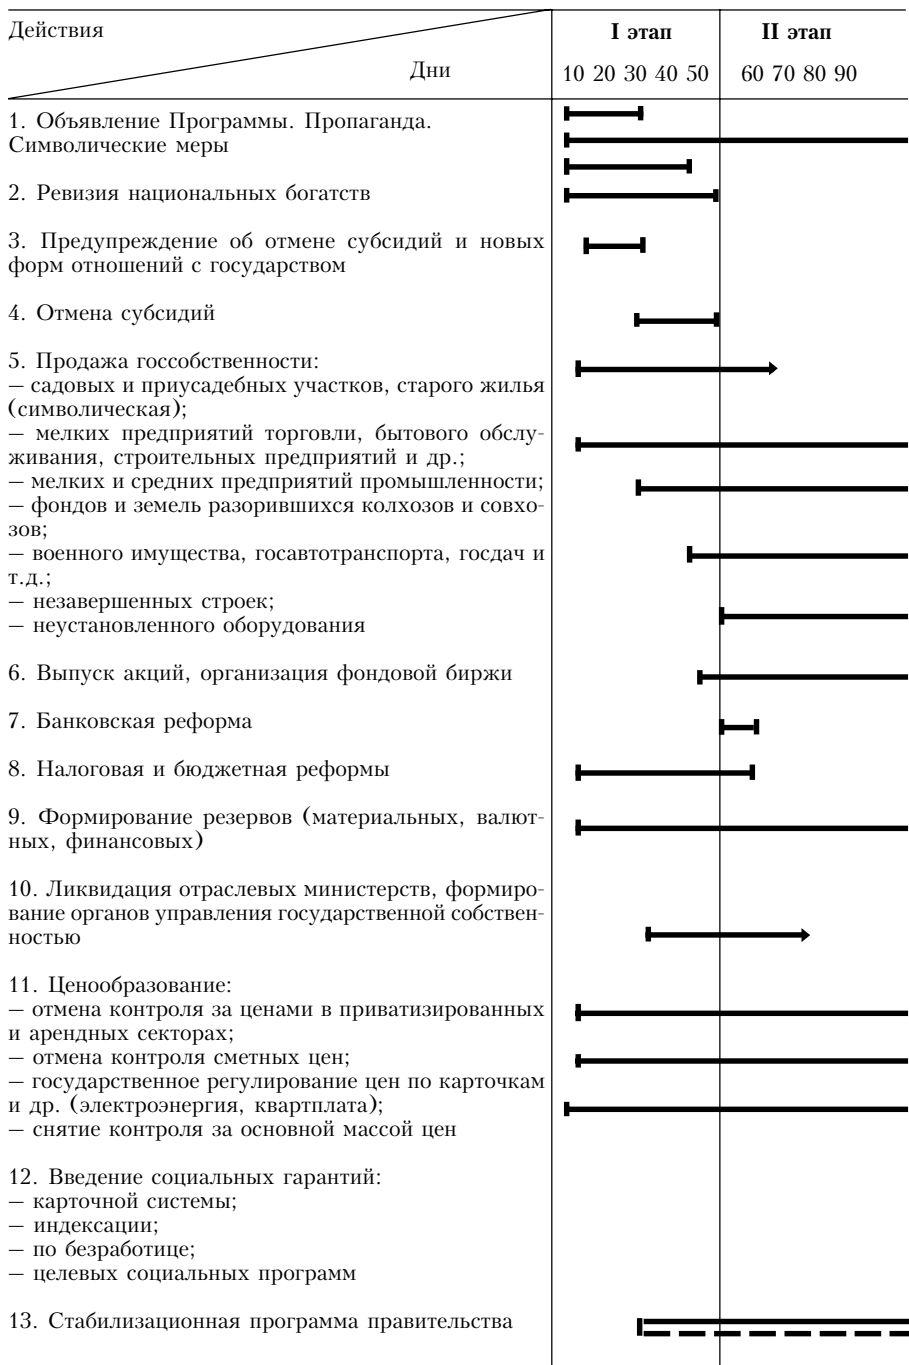 Действия
I этап II этап
Дни
10 20 30 40 50 60 70 80 90
1. Объявление Программы. Пропаганда.
Символические меры
2. Ревизия национальных богатств
3. Предупреждение об отмене субсидий и новых
форм отношений с государством
4. Отмена субсидий
5. Продажа госсобственности:
— садовых и приусадебных участков, старого жилья
(символическая);
— мелких предприятий торговли, бытового обслу-
живания, строительных предприятий и др.;
— мелких и средних предприятий промышленности;
— фондов и земель разорившихся колхозов и совхо-
зов;
— военного имущества, госавтотранспорта, госдач и
т.д.;
— незавершенных строек;
— неустановленного оборудования
6. Выпуск акций, организация фондовой биржи
7. Банковская реформа
8. Налоговая и бюджетная реформы
9. Формирование резервов (материальных, валют-
ных, финансовых)
10. Ликвидация отраслевых министерств, формиро-
вание органов управления государственной собствен-
ностью
11. Ценообразование:
— отмена контроля за ценами в приватизированных
и арендных секторах;
— отмена контроля сметных цен;
— государственное регулирование цен по карточкам
и др. (электроэнергия, квартплата);
— снятие контроля за основной массой цен
12. Введение социальных гарантий:
— карточной системы;
— индексации;
— по безработице;
— целевых социальных программ
13. Стабилизационная программа правительства